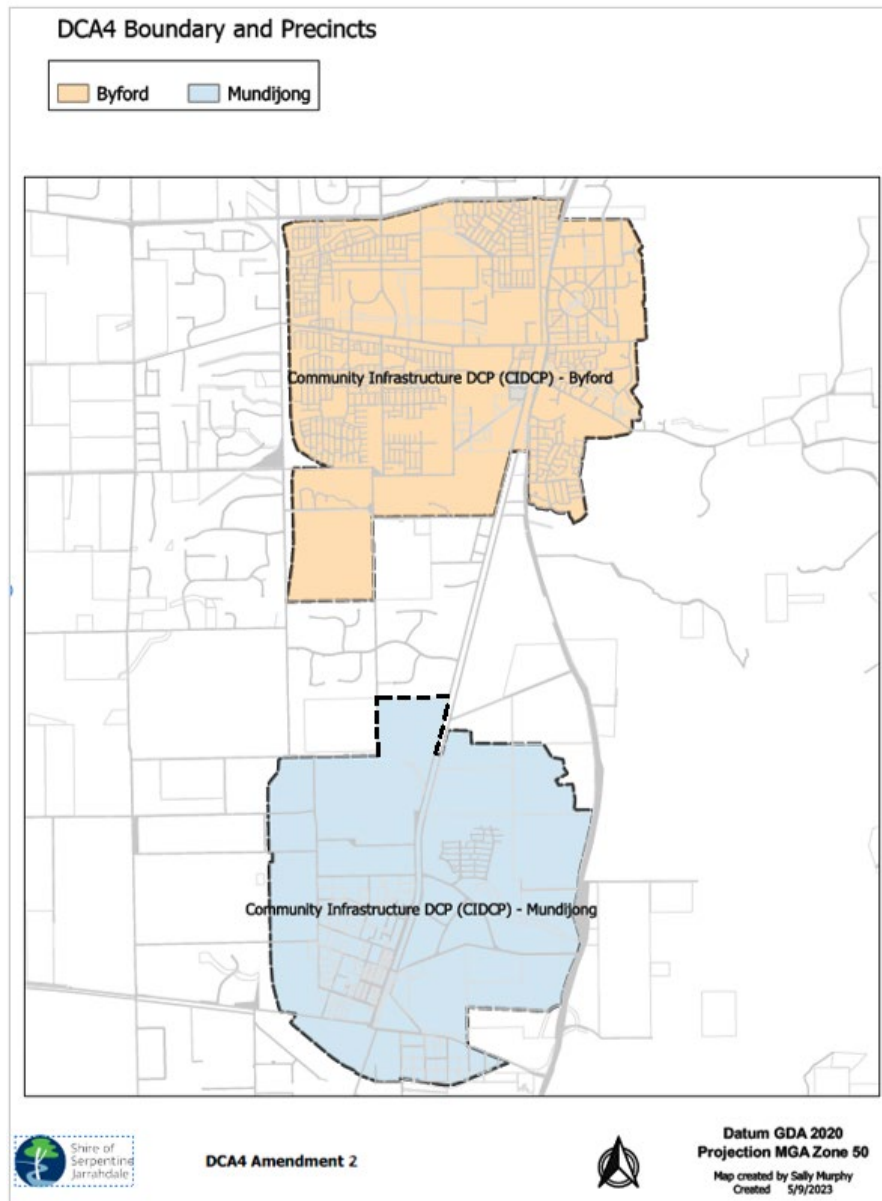 DCA4 Boundary and Precincts
Byford
Mundijong
Community Infrastructure DCP (CIDCP) - Byford
Community Infrastructure DCP (CIDCP) - Mundijong
Shire of
Serpentine
Jarrahdale
DCA4 Amendment 2
Datum GDA 2020
Projection MGA Zone 50
Map created by Sally Murphy
Created 5/9/2023